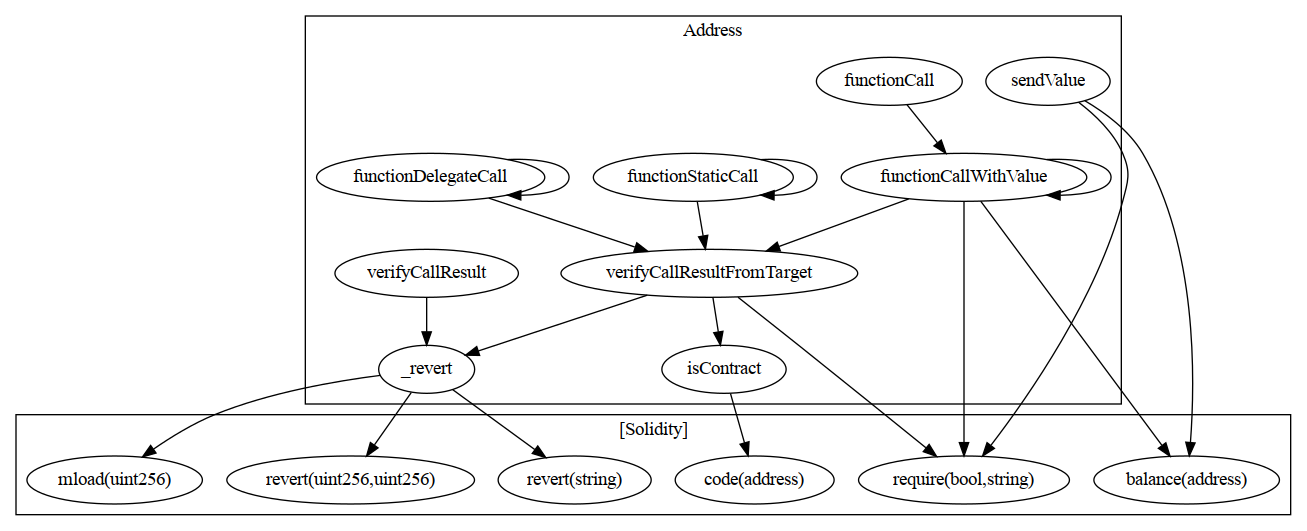 Address
functionCall
sendValue
functionDelegateCall
functionStaticCall
functionCallWithValue
verifyCallResult
verifyCallResultFromTarget
_revert
isContract
[Solidity]
mload(uint256)
revert(uint256,uint256)
revert(string)
code(address)
require(bool,string)
balance(address)